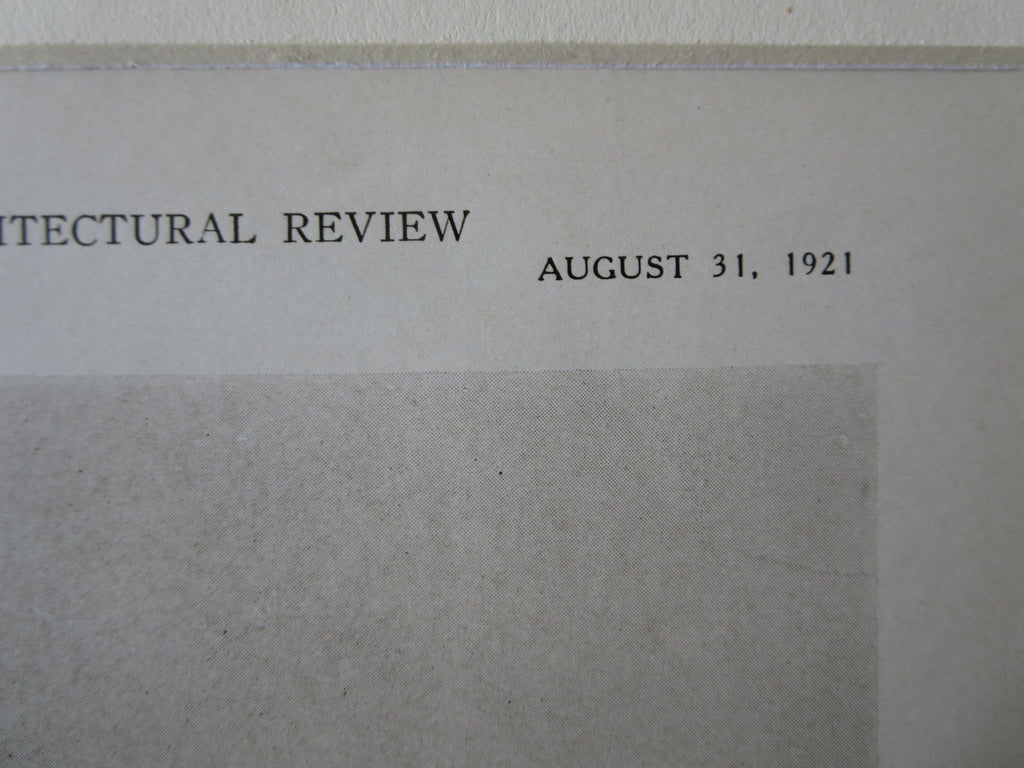 ITECTURAL REVIEW
AUGUST 31, 1921